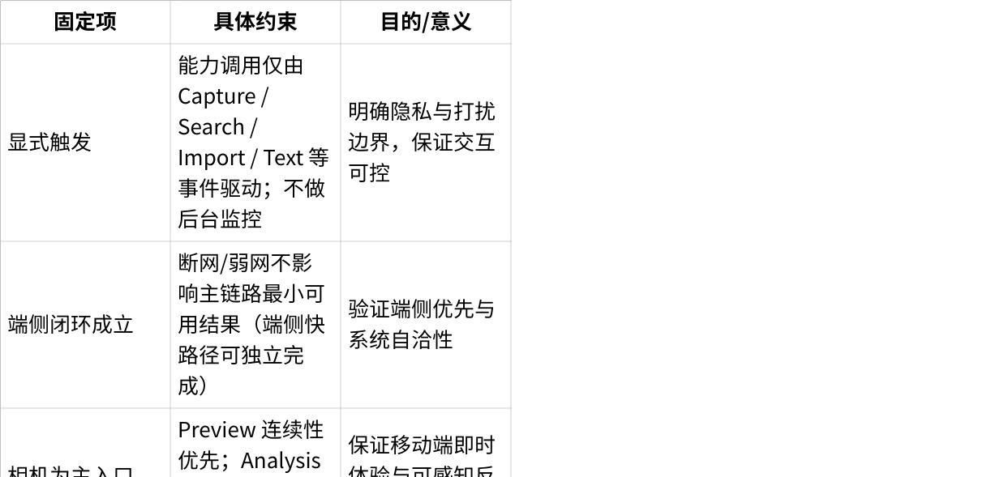 固定项
具体约束
目的/意义
显式触发
能力调用仅由
Capture /
Search /
Import / Text 等
事件驱动；不做
后台监控
明确隐私与打扰
边界，保证交互
可控
端侧闭环成立
断网/弱网不影
响主链路最小可
用结果（端侧快
路径可独立完
成）
验证端侧优先与
系统自洽性
相机为主入口
Preview 连续性
优先；Analysis
保证移动端即时
体验与可感知反